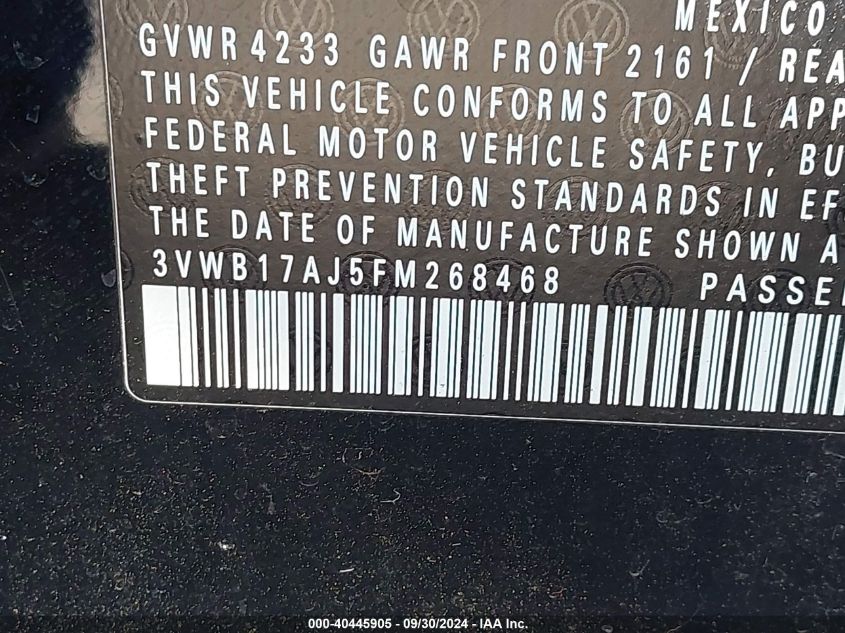 MEXICO
GVWR 4233 GAWR FRONT 2161 / REA
THIS VEHICLE CONFORMS TO ALL APP
FEDERAL MOTOR VEHICLE SAFETY, BU
THEFT PREVENTION STANDARDS IN EF
THE DATE OF MANUFACTURE SHOWN A
3VWB17AJ5FM268468 PASSE
000-40445905 - 09/30/2024 - IAA Inc.